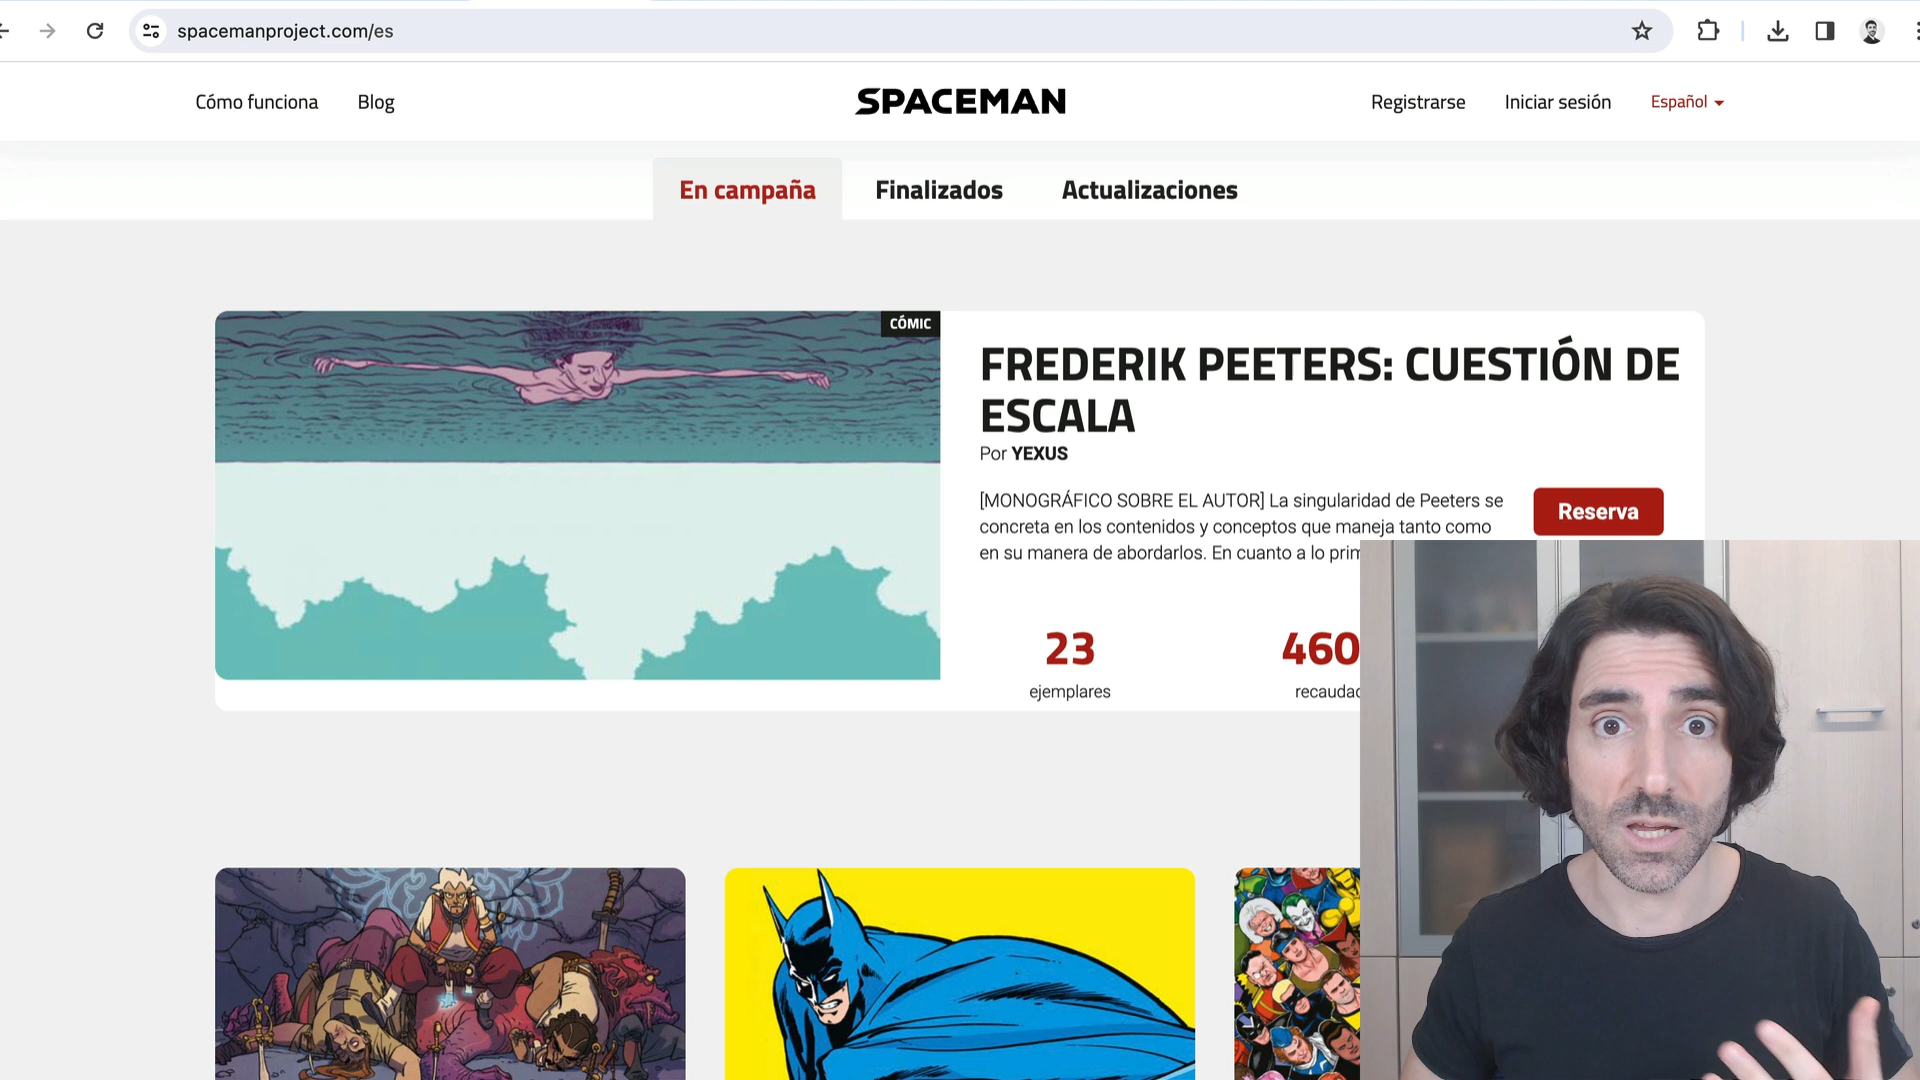 spacemanproject.com/es
Cómo funciona
Blog
SPACEMAN
Registrarse
Iniciar sesión
Español
En campaña
Finalizados
Actualizaciones
CÓMIC
FREDERIK PEETERS: CUESTIÓN DE
ESCALA
Por YEXUS
[MONOGRÁFICO SOBRE EL AUTOR] La singularidad de Peeters se
concreta en los contenidos y conceptos que maneja tanto como
en su manera de abordarlos. En cuanto a lo prim
Reserva
23
460
ejemplares
recaudac